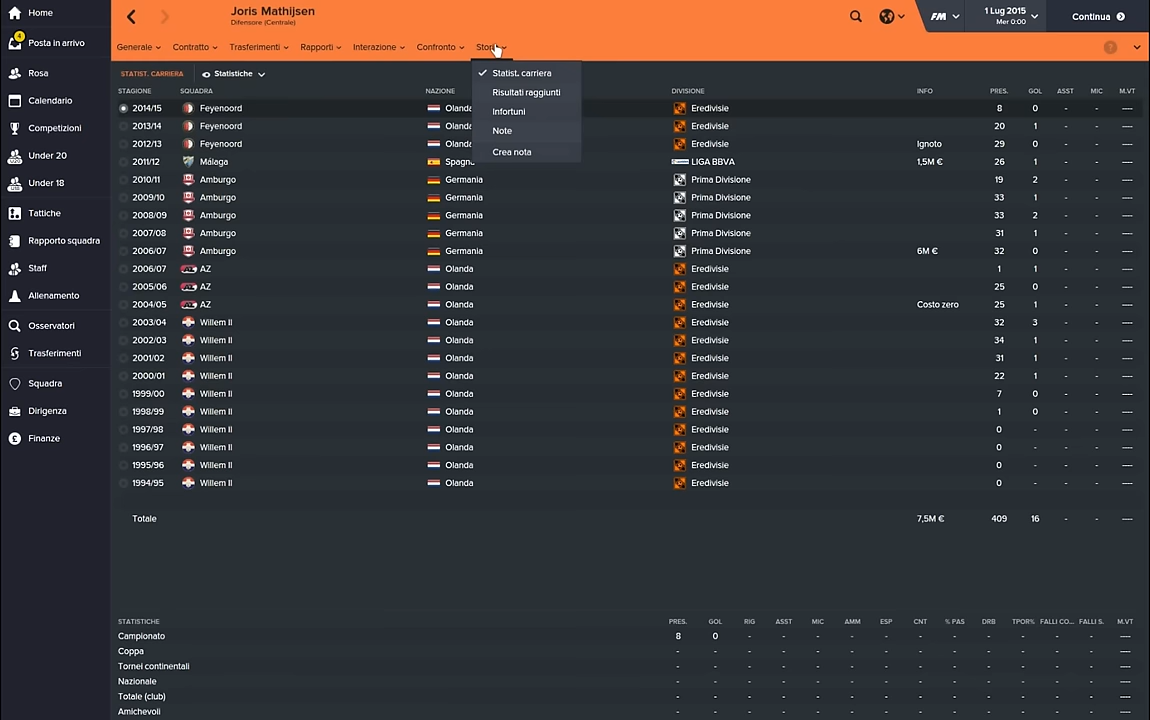 Home
Joris Mathijsen
Difensore (Centrale)
FM
1 Lug 2015
Mer 0:00
Continua
4
Posta in arrivo
Generale
Contratto
Trasferimenti
Rapporti
Interazione
Confronto
Rosa
STATIST. CARRIERA
Statistiche
Statist. carriera
Risultati raggiunti
Infortuni
Note
Crea nota
STAGIONE SQUADRA NAZIONE DIVISIONE INFO PRES. GOL ASST MIC M.VT
2014/15 Feyenoord Eredivisie 8 0 - - ---
2013/14 Feyenoord Eredivisie 20 1 - - ---
2012/13 Feyenoord Eredivisie Ignoto 29 0 - - ---
2011/12 Málaga LIGA BBVA 1,5M € 26 1 - - ---
2010/11 Amburgo Germania Prima Divisione 19 2 - - ---
2009/10 Amburgo Germania Prima Divisione 33 1 - - ---
2008/09 Amburgo Germania Prima Divisione 33 2 - - ---
2007/08 Amburgo Germania Prima Divisione 31 1 - - ---
2006/07 Amburgo Germania Prima Divisione 6M € 32 0 - - ---
2006/07 AZ Olanda Eredivisie 1 1 - - ---
2005/06 AZ Olanda Eredivisie 25 0 - - ---
2004/05 AZ Olanda Eredivisie Costo zero 25 1 - - ---
2003/04 Willem II Olanda Eredivisie 32 3 - - ---
2002/03 Willem II Olanda Eredivisie 34 1 - - ---
2001/02 Willem II Olanda Eredivisie 31 1 - - ---
2000/01 Willem II Olanda Eredivisie 22 1 - - ---
1999/00 Willem II Olanda Eredivisie 7 0 - - ---
1998/99 Willem II Olanda Eredivisie 1 0 - - ---
1997/98 Willem II Olanda Eredivisie 0 - - - ---
1996/97 Willem II Olanda Eredivisie 0 - - - ---
1995/96 Willem II Olanda Eredivisie 0 - - - ---
1994/95 Willem II Olanda Eredivisie 0 - - - ---
Totale 7,5M € 409 16 - - ---
Calendario
Competizioni
Under 20
Under 18
Tattiche
Rapporto squadra
Staff
Allenamento
Osservatori
Trasferimenti
Squadra
Dirigenza
Finanze
STATISTICHE PRES. GOL RIG ASST MIC AMM ESP CNT % PAS DRB TPOR% FALLI CO... FALLI S. M.VT
Campionato 8 0 - - - - - - - - - - - ---
Coppa - - - - - - - - - - - - - ---
Tornei continentali - - - - - - - - - - - - - ---
Nazionale - - - - - - - - - - - - - ---
Totale (club) - - - - - - - - - - - - - ---
Amichevoli - - - - - - - - - - - - - ---